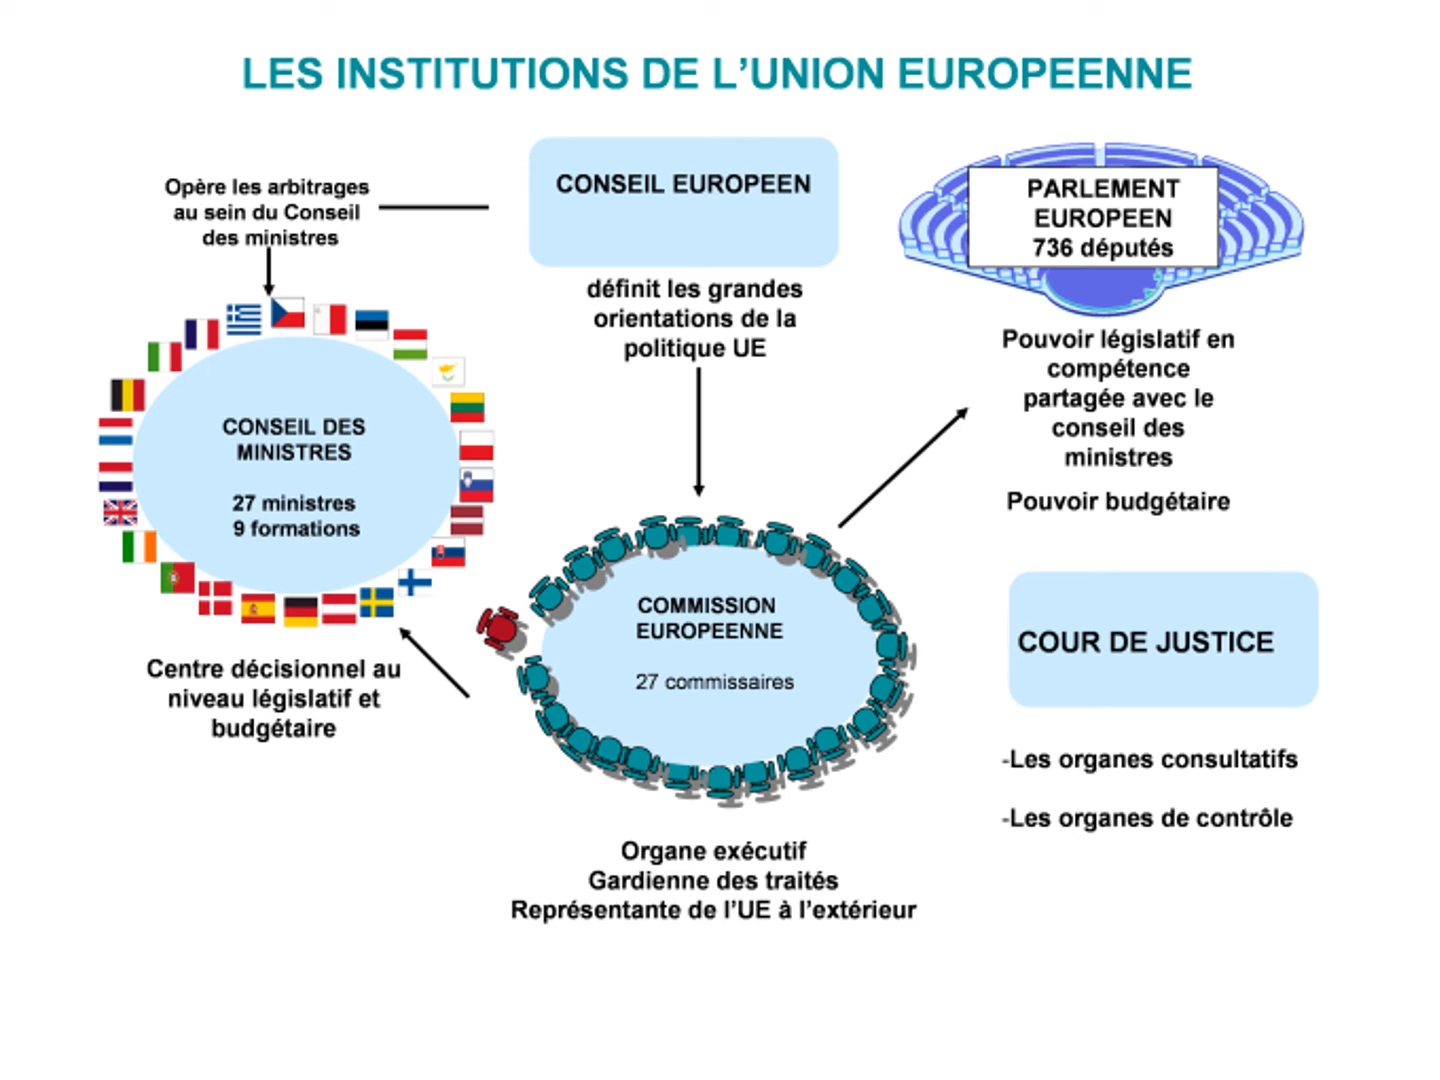 LES INSTITUTIONS DE L’UNION EUROPEENNE
Opère les arbitrages
au sein du Conseil
des ministres
CONSEIL EUROPEEN
définit les grandes
orientations de la
politique UE
PARLEMENT
EUROPEEN
736 députés
Pouvoir législatif en
compétence
partagée avec le
conseil des
ministres
Pouvoir budgétaire
CONSEIL DES
MINISTRES
27 ministres
9 formations
Centre décisionnel au
niveau législatif et
budgétaire
COMMISSION
EUROPEENNE
27 commissaires
Organe exécutif
Gardienne des traités
Représentante de l’UE à l’extérieur
COUR DE JUSTICE
-Les organes consultatifs
-Les organes de contrôle